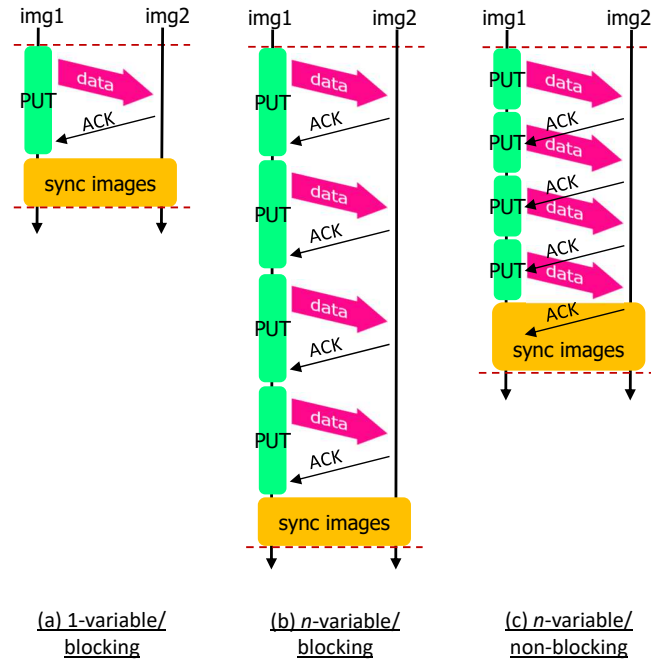 img1 img2
data
PUT
ACK
sync images
(a) 1-variable/
blocking
img1 img2
data
PUT
ACK
data
PUT
ACK
data
PUT
ACK
data
PUT
ACK
sync images
(b) n-variable/
blocking
img1 img2
PUT
data
ACK
PUT
data
ACK
PUT
data
ACK
PUT
data
ACK
sync images
(c) n-variable/
non-blocking